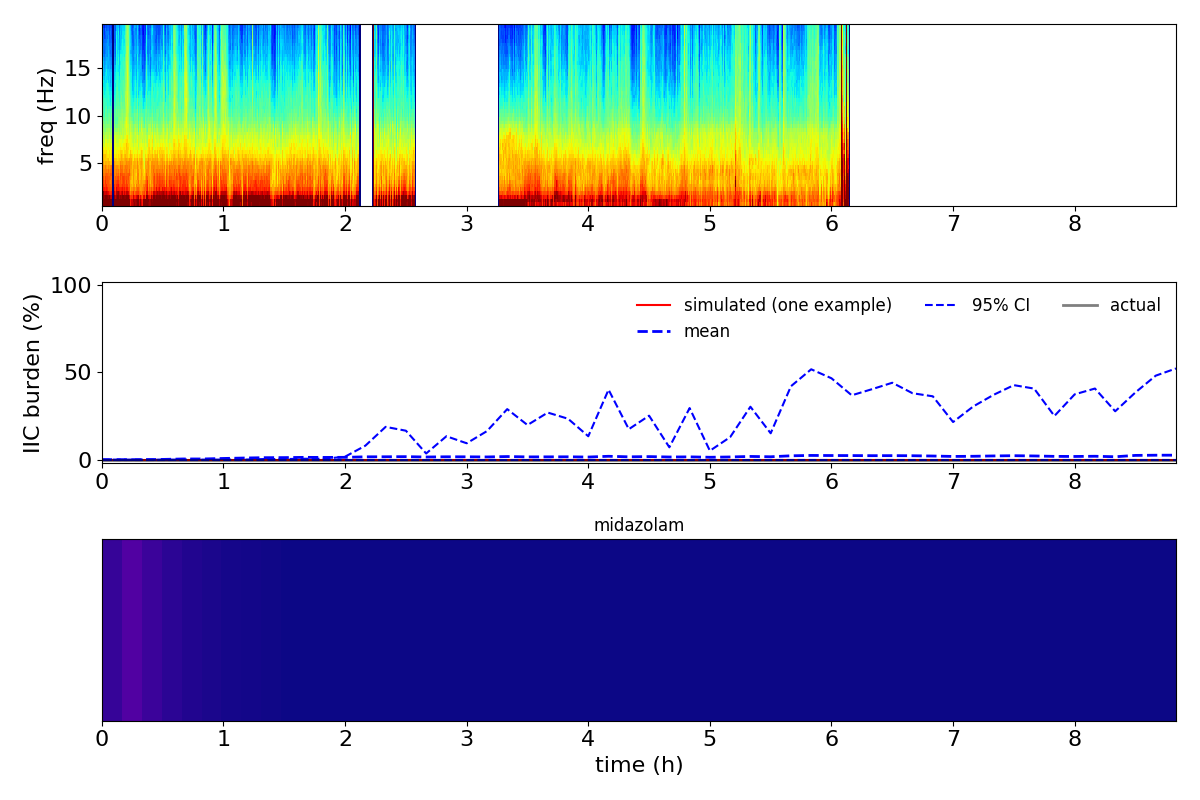 freq (Hz)
15
10
5
0 1 2 3 4 5 6 7 8
IIC burden (%)
100
50
0
simulated (one example) 95% CI actual
mean
0 1 2 3 4 5 6 7 8
midazolam
0 1 2 3 4 5 6 7 8
time (h)